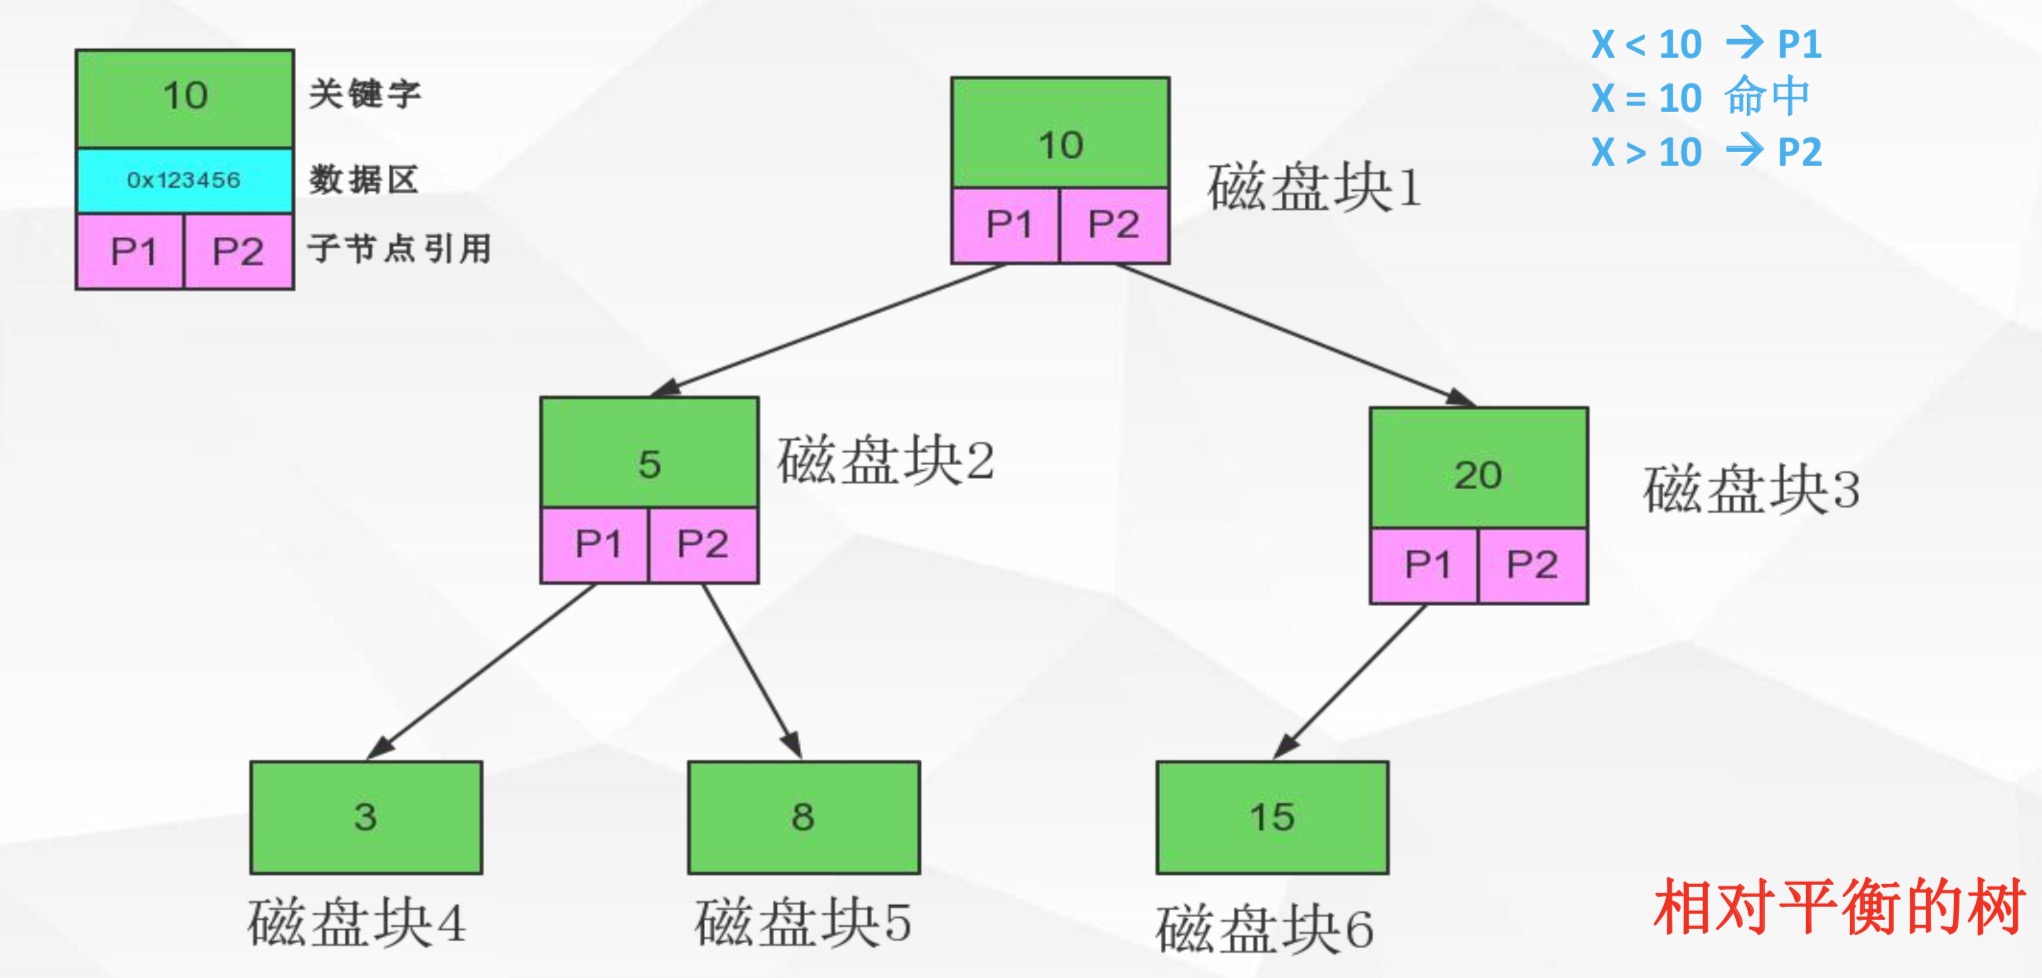 10
关键字
0x123456
数据区
P1 P2
子节点引用
X < 10 → P1
X = 10 命中
X > 10 → P2
10
P1 P2
磁盘块1
5
P1 P2
磁盘块2
20
P1 P2
磁盘块3
3
磁盘块4
8
磁盘块5
15
磁盘块6
相对平衡的树